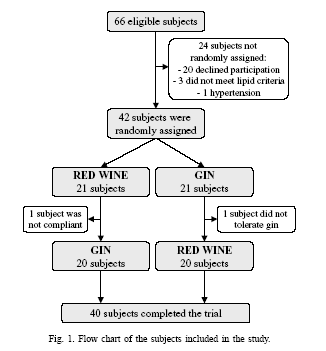 66 eligible subjects
24 subjects not
randomly assigned:
- 20 declined participation
- 3 did not meet lipid criteria
- 1 hypertension
42 subjects were
randomly assigned
RED WINE
21 subjects
GIN
21 subjects
1 subject was
not compliant
1 subject did not
tolerate gin
GIN
20 subjects
RED WINE
20 subjects
40 subjects completed the trial
Fig. 1. Flow chart of the subjects included in the study.